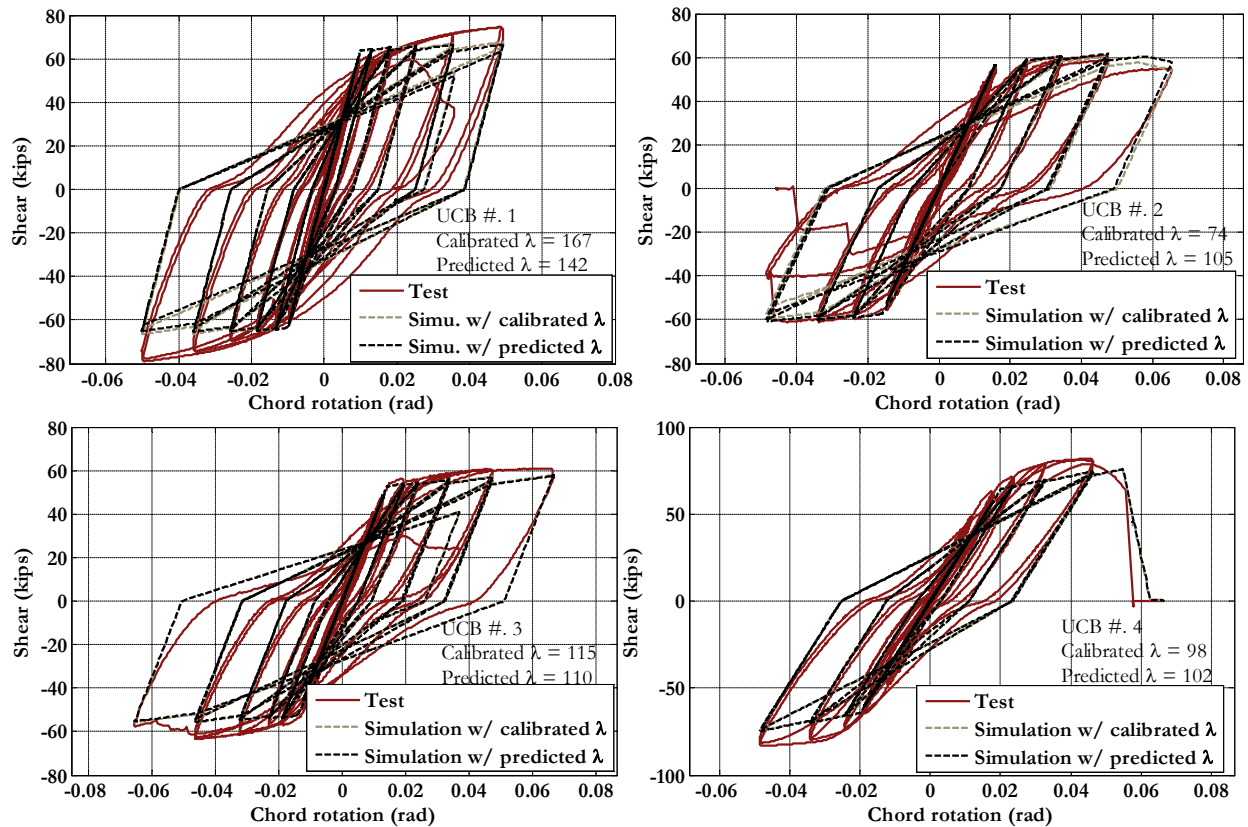 80
60
40
20
0
-20
-40
-60
-80
Shear (kips)
-0.06 -0.04 -0.02 0 0.02 0.04 0.06 0.08
Chord rotation (rad)
UCB #. 1
Calibrated λ = 167
Predicted λ = 142
Test
Simu. w/ calibrated λ
Simu. w/ predicted λ
80
60
40
20
0
-20
-40
-60
-80
Shear (kips)
-0.06 -0.04 -0.02 0 0.02 0.04 0.06 0.08
Chord rotation (rad)
UCB #. 2
Calibrated λ = 74
Predicted λ = 105
Test
Simulation w/ calibrated λ
Simulation w/ predicted λ
80
60
40
20
0
-20
-40
-60
-80
Shear (kips)
-0.08 -0.06 -0.04 -0.02 0 0.02 0.04 0.06 0.08
Chord rotation (rad)
UCB #. 3
Calibrated λ = 115
Predicted λ = 110
Test
Simulation w/ calibrated λ
Simulation w/ predicted λ
100
50
0
-50
-100
Shear (kips)
-0.06 -0.04 -0.02 0 0.02 0.04 0.06 0.08
Chord rotation (rad)
UCB #. 4
Calibrated λ = 98
Predicted λ = 102
Test
Simulation w/ calibrated λ
Simulation w/ predicted λ